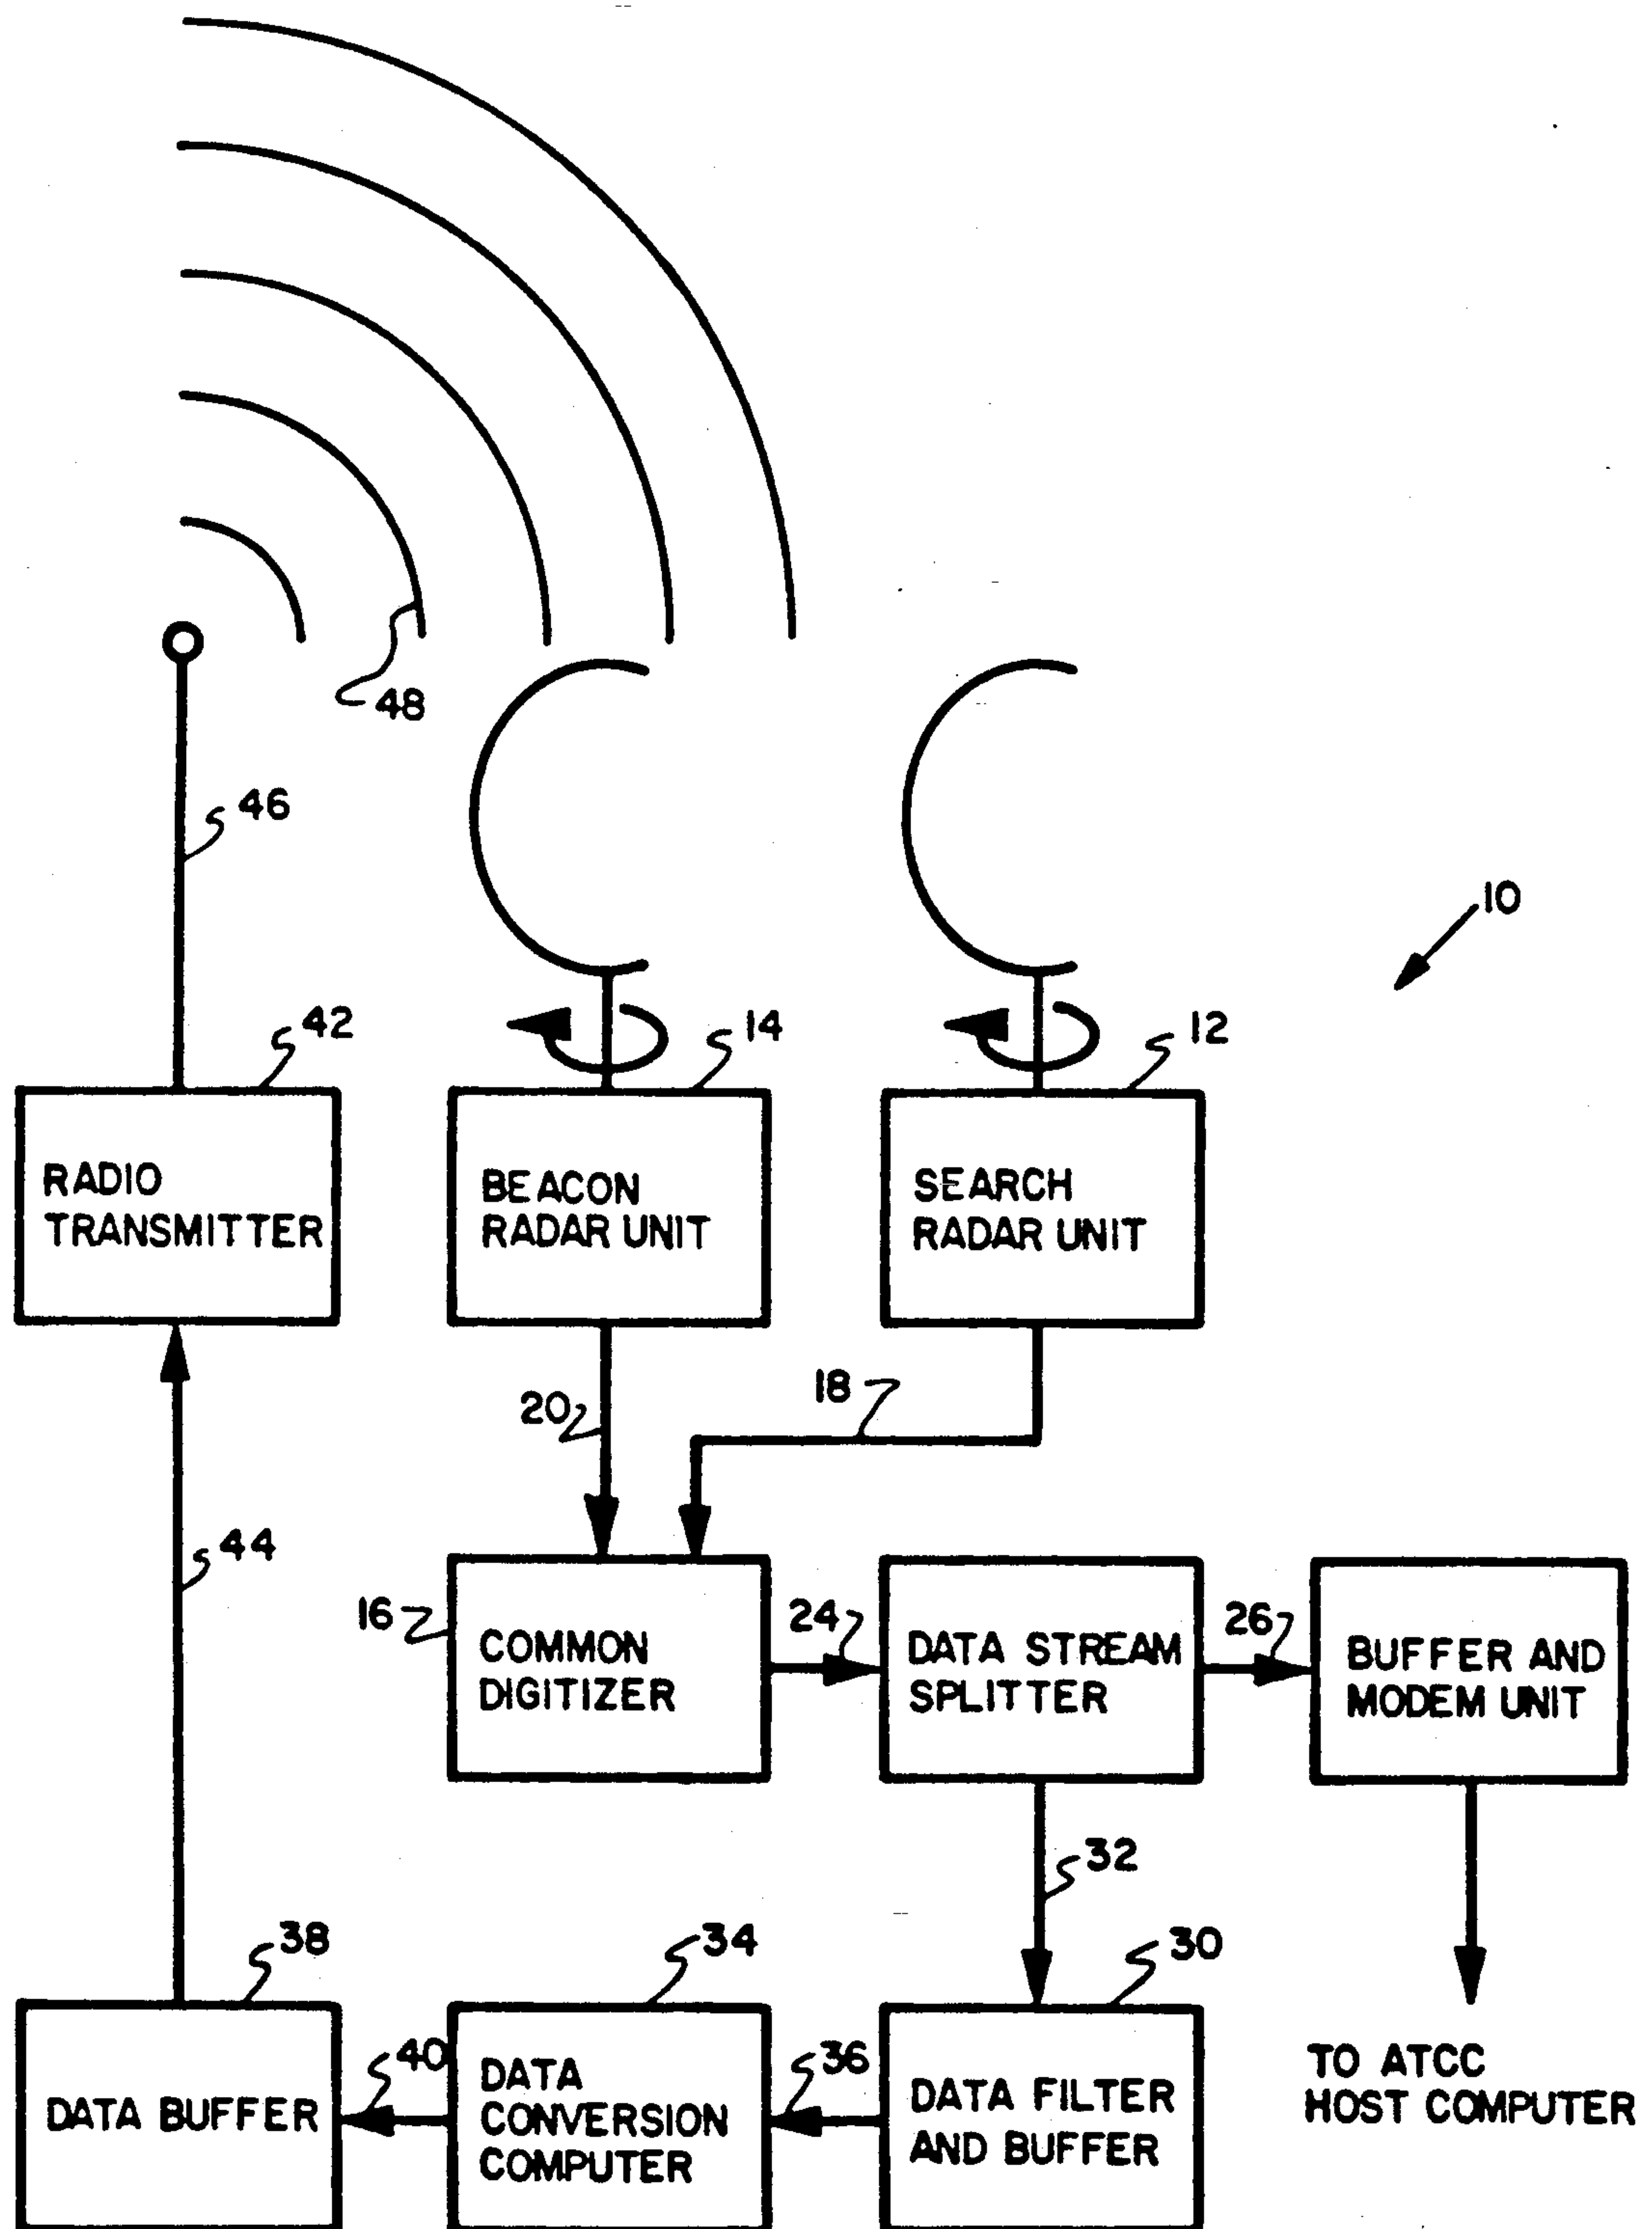 48
46
10
42
14
12
RADIO
TRANSMITTER
BEACON
RADAR UNIT
SEARCH
RADAR UNIT
20
18
44
16
24
26
COMMON
DIGITIZER
DATA STREAM
SPLITTER
BUFFER AND
MODEM UNIT
32
38
34
30
40
36
DATA BUFFER
DATA
CONVERSION
COMPUTER
DATA FILTER
AND BUFFER
TO ATCC
HOST COMPUTER